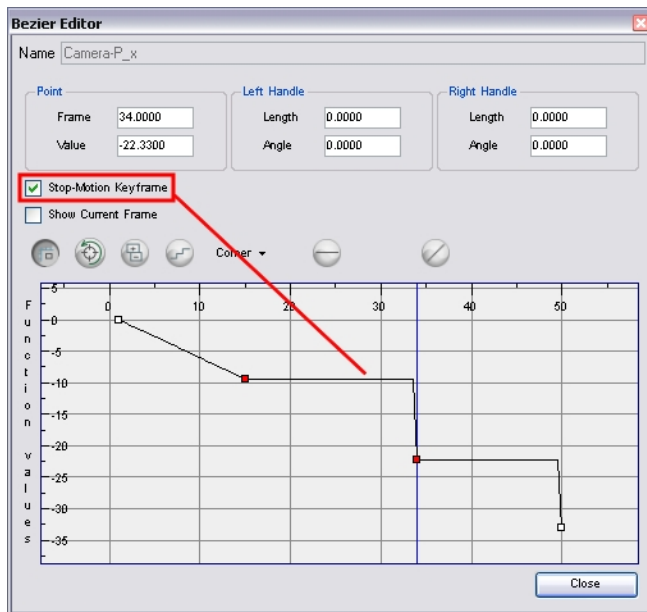 Bezier Editor
Name Camera-P_x
Point
Frame 34.0000
Value -22.3300
Left Handle
Length 0.0000
Angle 0.0000
Right Handle
Length 0.0000
Angle 0.0000
Stop-Motion Keyframe
Show Current Frame
Corner
Function values
5
0
-5
-10
-15
-20
-25
-30
-35
0 10 20 30 40 50
Close